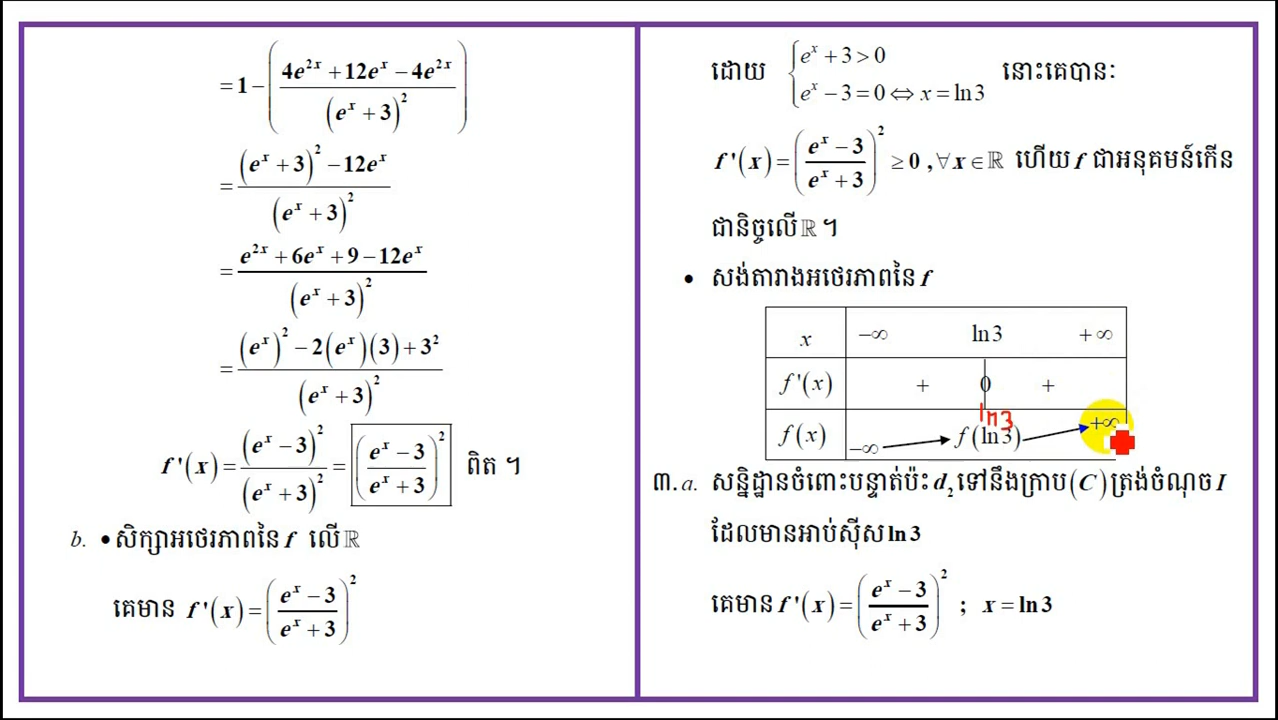 = 1 − ( (4e^{2x} + 12e^x − 4e^{2x}) / (e^x + 3)^2 )
= ((e^x + 3)^2 − 12e^x) / (e^x + 3)^2
= (e^{2x} + 6e^x + 9 − 12e^x) / (e^x + 3)^2
= ((e^x)^2 − 2(e^x)(3) + 3^2) / (e^x + 3)^2
f'(x) = (e^x − 3)^2 / (e^x + 3)^2 = ( (e^x − 3) / (e^x + 3) )^2 ពិត ។
b. • សិក្សាអថេរភាពនៃ f លើ ℝ
គេមាន f'(x) = ( (e^x − 3) / (e^x + 3) )^2
ដោយ { e^x + 3 > 0
e^x − 3 = 0 ⇔ x = ln3 នោះគេបានៈ
f'(x) = ( (e^x − 3) / (e^x + 3) )^2 ≥ 0 , ∀x ∈ ℝ ហើយ f ជាអនុគមន៍កើន
ជានិច្ចលើ ℝ ។
• សង់តារាងអថេរភាពនៃ f
x −∞ ln3 +∞
f'(x) + 0 +
ln3
f(x) −∞ f(ln3) +∞
៣. a. សន្និដ្ឋានចំពោះបន្ទាត់ប៉ះ d₂ ទៅនឹងក្រាប (C) ត្រង់ចំណុច I
ដែលមានអាប់ស៊ីស ln 3
គេមាន f'(x) = ( (e^x − 3) / (e^x + 3) )^2 ; x = ln3